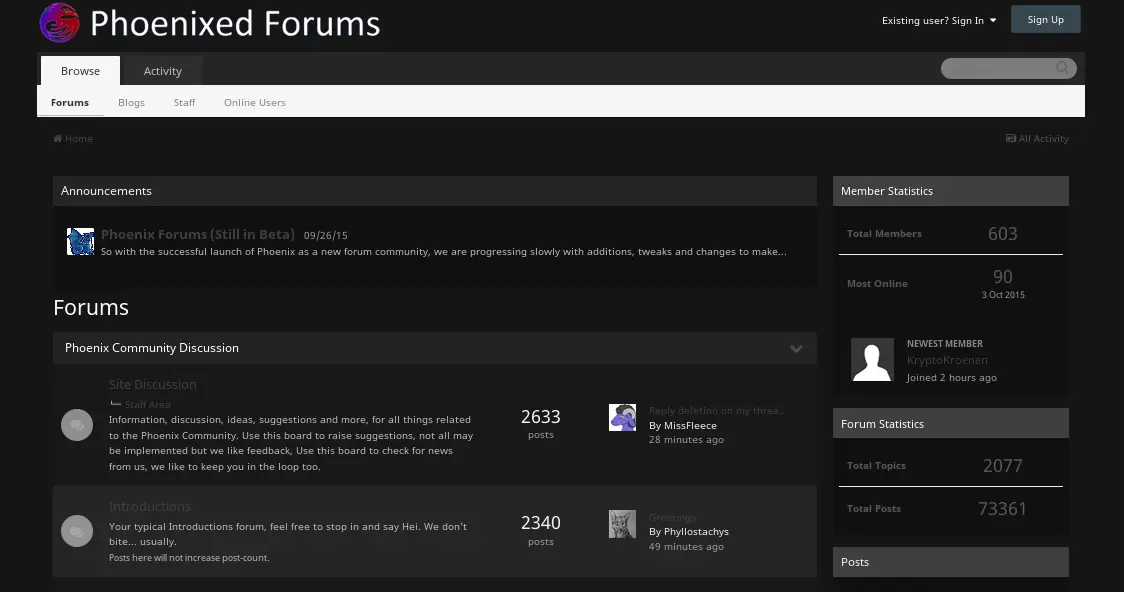 Phoenixed Forums
Existing user? Sign In
Sign Up
Browse
Activity
Forums
Blogs
Staff
Online Users
Home
All Activity
Announcements
Phoenix Forums (Still in Beta) 09/26/15
So with the successful launch of Phoenix as a new forum community, we are progressing slowly with additions, tweaks and changes to make...
Forums
Phoenix Community Discussion
Site Discussion
Staff Area
Information, discussion, ideas, suggestions and more, for all things related
to the Phoenix Community. Use this board to raise suggestions, not all may
be implemented but we like feedback, Use this board to check for news
from us, we like to keep you in the loop too.
2633
posts
Reply deletion on my threa...
By MissFleece
28 minutes ago
Introductions
Your typical Introductions forum, feel free to stop in and say Hei. We don't
bite... usually.
Posts here will not increase post-count.
2340
posts
Greetings
By Phyllostachys
49 minutes ago
Member Statistics
Total Members 603
Most Online 90
3 Oct 2015
NEWEST MEMBER
KryptoKroenen
Joined 2 hours ago
Forum Statistics
Total Topics 2077
Total Posts 73361
Posts